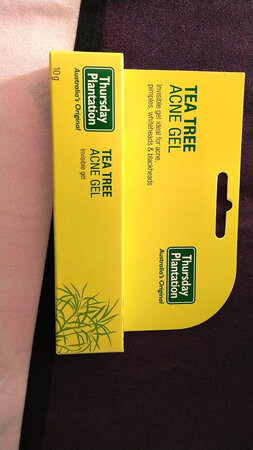 TEA TREE
ACNE GEL
Invisible gel ideal for acne,
pimples, whiteheads & blackheads
Thursday
Plantation
Australia's Original
Thursday
Plantation
Australia's Original
TEA TREE
ACNE GEL
Invisible gel
10g